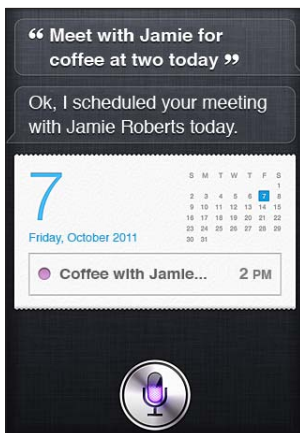 “ Meet with Jamie for
coffee at two today ”
Ok, I scheduled your meeting
with Jamie Roberts today.
7
S M T W T F S
1
2 3 4 5 6 7 8
9 10 11 12 13 14 15
16 17 18 19 20 21 22
23 24 25 26 27 28 29
30 31
Friday, October 2011
Coffee with Jamie... 2 PM